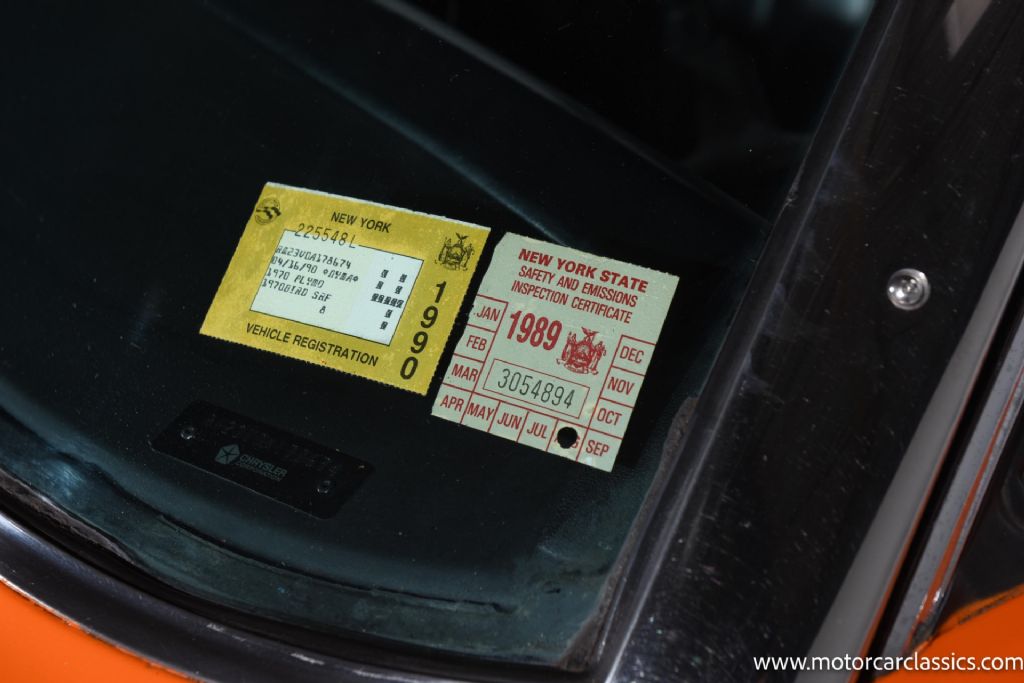 NEW YORK
225548L
04/16/90
1970 PLYMO
VEHICLE REGISTRATION
1990
NEW YORK STATE
SAFETY AND EMISSIONS
INSPECTION CERTIFICATE
1989
JAN
FEB
MAR
APR
MAY
JUN
JUL
SEP
OCT
NOV
DEC
3054894
CHRYSLER
www.motorcarclassics.com